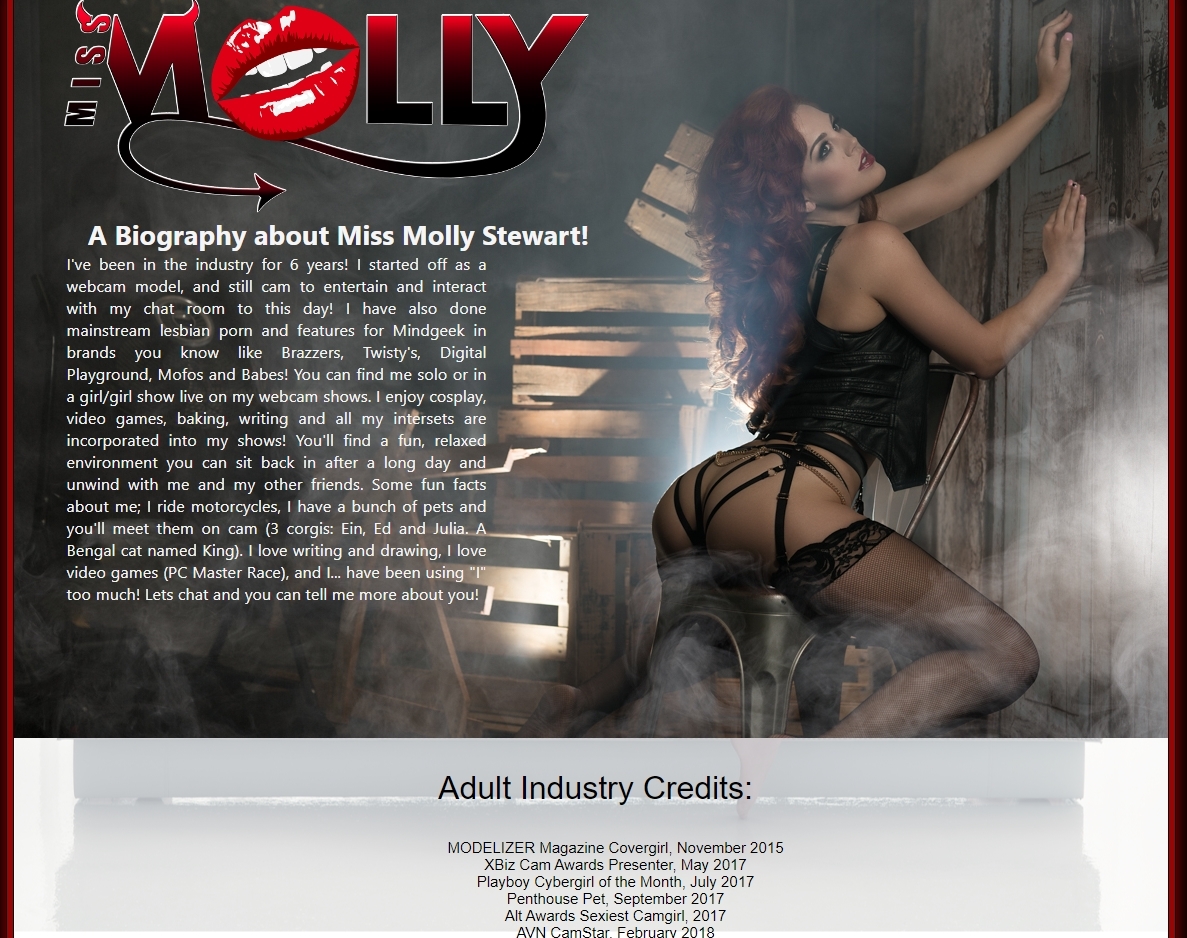 MISS MOLLY
A Biography about Miss Molly Stewart!
I've been in the industry for 6 years! I started off as a
webcam model, and still cam to entertain and interact
with my chat room to this day! I have also done
mainstream lesbian porn and features for Mindgeek in
brands you know like Brazzers, Twisty's, Digital
Playground, Mofos and Babes! You can find me solo or in
a girl/girl show live on my webcam shows. I enjoy cosplay,
video games, baking, writing and all my intersets are
incorporated into my shows! You'll find a fun, relaxed
environment you can sit back in after a long day and
unwind with me and my other friends. Some fun facts
about me; I ride motorcycles, I have a bunch of pets and
you'll meet them on cam (3 corgis: Ein, Ed and Julia. A
Bengal cat named King). I love writing and drawing, I love
video games (PC Master Race), and I... have been using "I"
too much! Lets chat and you can tell me more about you!
Adult Industry Credits:
MODELIZER Magazine Covergirl, November 2015
XBiz Cam Awards Presenter, May 2017
Playboy Cybergirl of the Month, July 2017
Penthouse Pet, September 2017
Alt Awards Sexiest Camgirl, 2017
AVN CamStar, February 2018